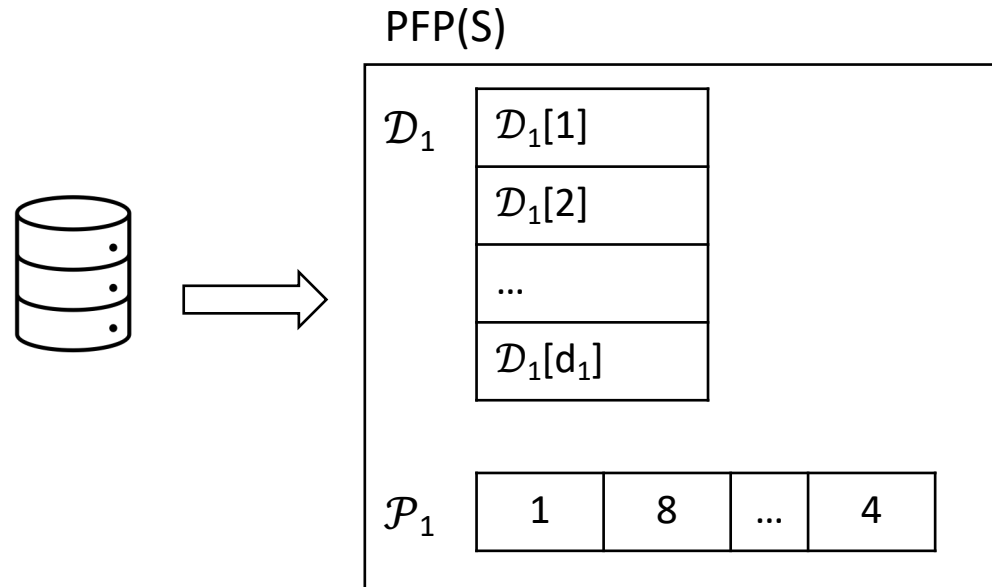 PFP(S)
𝒟₁
𝒟₁[1]
𝒟₁[2]
...
𝒟₁[d₁]
𝒫₁ 1 8 ... 4